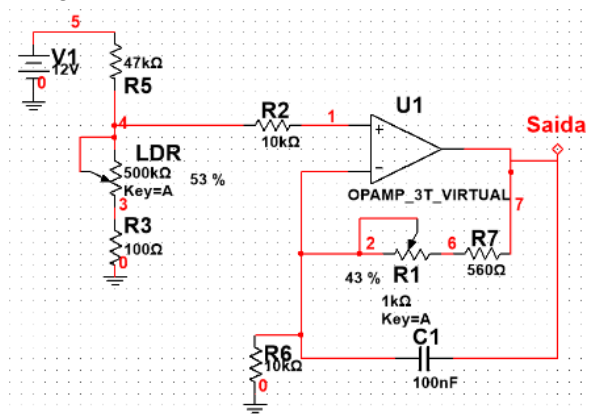 5
V1
12V
0
47kΩ
R5
4
R2
10kΩ
1
U1
Saida
LDR
500kΩ
Key=A
53 %
3
OPAMP_3T_VIRTUAL
7
R3
100Ω
0
2
6
R7
560Ω
43 %
R1
1kΩ
Key=A
C1
100nF
R6
10kΩ
0